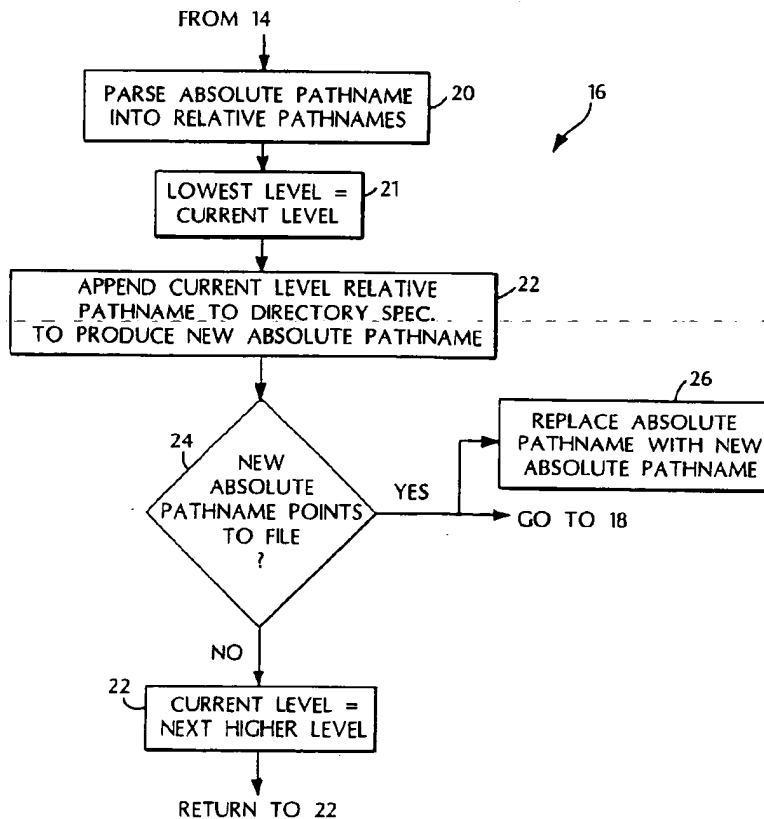 FROM 14
PARSE ABSOLUTE PATHNAME
INTO RELATIVE PATHNAMES
20
16
LOWEST LEVEL =
CURRENT LEVEL
21
APPEND CURRENT LEVEL RELATIVE
PATHNAME TO DIRECTORY SPEC.
TO PRODUCE NEW ABSOLUTE PATHNAME
22
26
REPLACE ABSOLUTE
PATHNAME WITH NEW
ABSOLUTE PATHNAME
24
NEW
ABSOLUTE
PATHNAME POINTS
TO FILE
?
YES
GO TO 18
NO
22
CURRENT LEVEL =
NEXT HIGHER LEVEL
RETURN TO 22